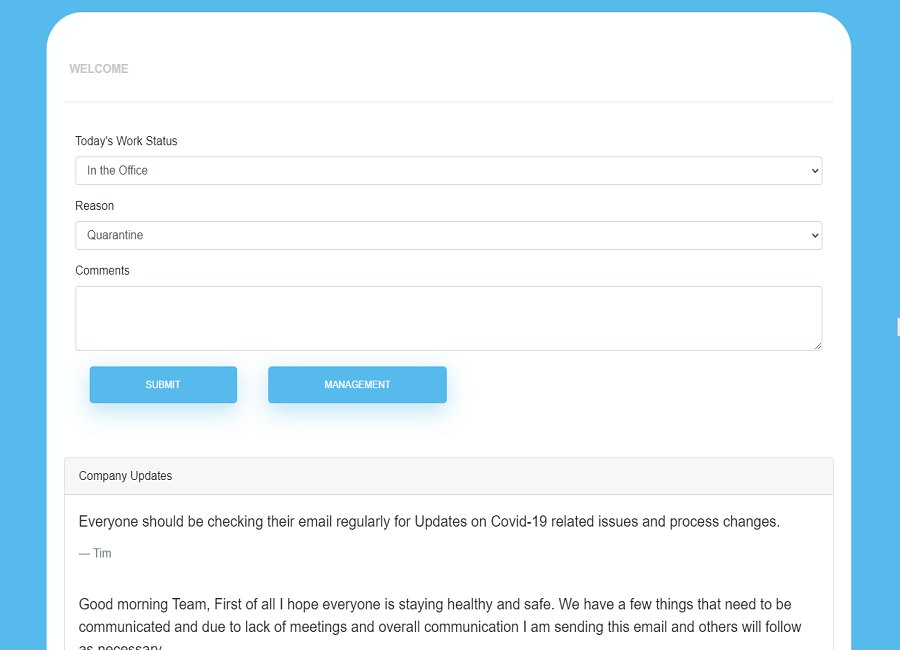 WELCOME
Today's Work Status
In the Office
Reason
Quarantine
Comments
SUBMIT
MANAGEMENT
Company Updates
Everyone should be checking their email regularly for Updates on Covid-19 related issues and process changes.
— Tim
Good morning Team, First of all I hope everyone is staying healthy and safe. We have a few things that need to be
communicated and due to lack of meetings and overall communication I am sending this email and others will follow
as necessary.